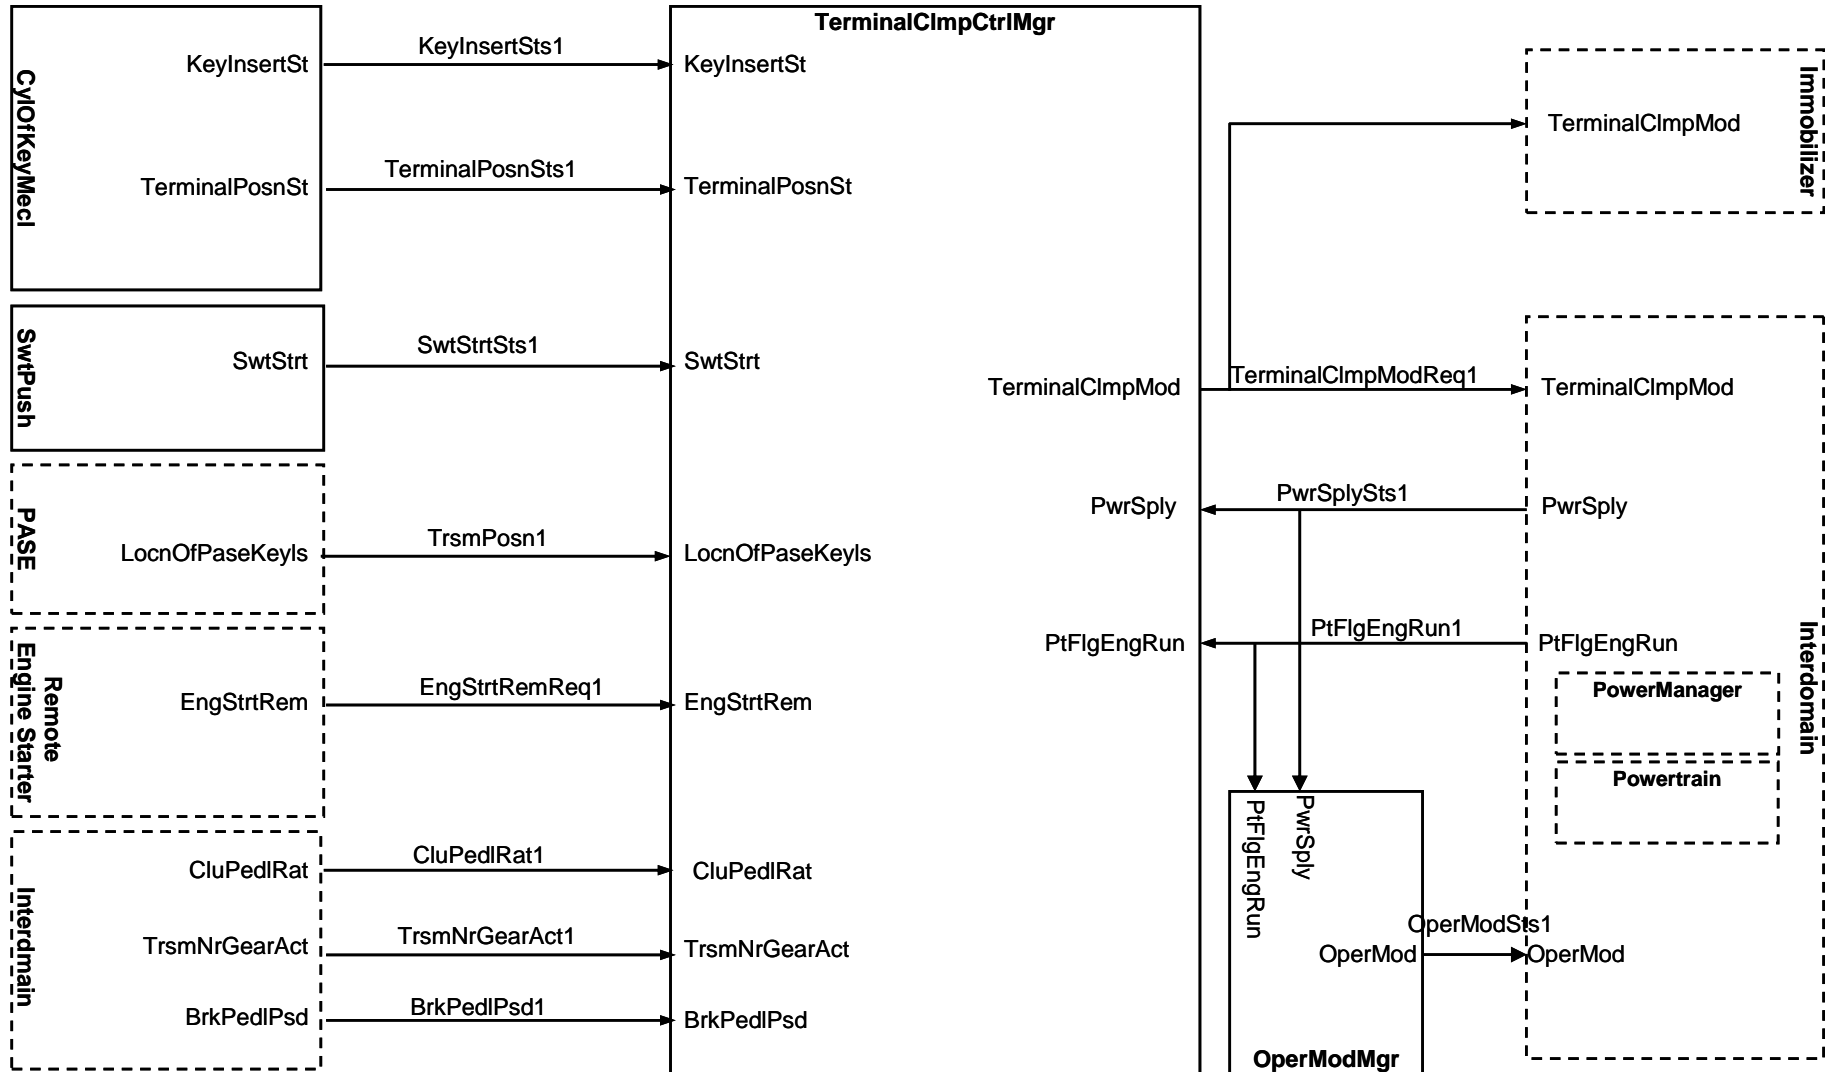 TerminalClmpCtrlMgr
CylOfKeyMecl
KeyInsertSt
KeyInsertSts1
KeyInsertSt
TerminalPosnSt
TerminalPosnSts1
TerminalPosnSt
SwtPush
SwtStrt
SwtStrtSts1
SwtStrt
PASE
LocnOfPaseKeyIs
TrsmPosn1
LocnOfPaseKeyIs
Remote
Engine Starter
EngStrtRem
EngStrtRemReq1
EngStrtRem
Interdmain
CluPedlRat
CluPedlRat1
CluPedlRat
TrsmNrGearAct
TrsmNrGearAct1
TrsmNrGearAct
BrkPedlPsd
BrkPedlPsd1
BrkPedlPsd
TerminalClmpMod
TerminalClmpModReq1
TerminalClmpMod
Immobilizer
TerminalClmpMod
PwrSply
PwrSplySts1
PwrSply
PtFlgEngRun
PtFlgEngRun1
PtFlgEngRun
Interdomain
PowerManager
Powertrain
PtFlgEngRun
PwrSply
OperMod
OperModSts1
OperMod
OperModMgr